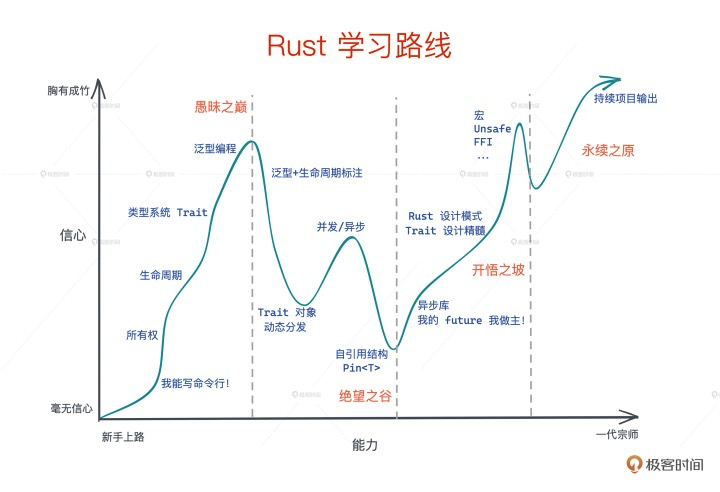 Rust 学习路线
胸有成竹
愚昧之巅
宏
Unsafe
FFI
...
持续项目输出
泛型编程
永续之原
泛型+生命周期标注
类型系统 Trait
并发/异步
Rust 设计模式
Trait 设计精髓
信心
生命周期
开悟之坡
Trait 对象
动态分发
异步库
我的 future 我做主!
所有权
自引用结构
Pin<T>
我能写命令行!
绝望之谷
毫无信心
新手上路
能力
一代宗师
极客时间